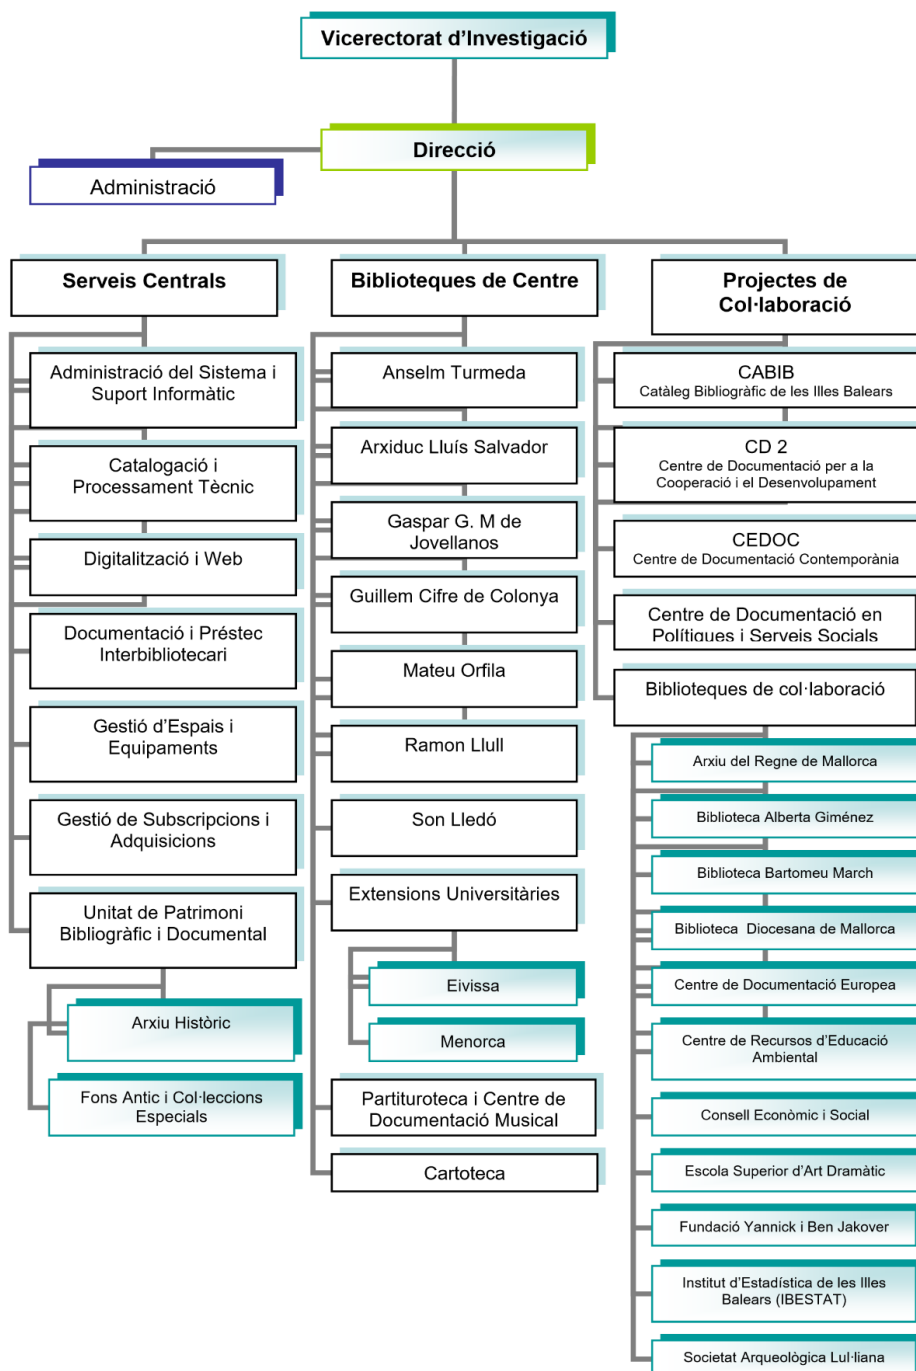 Vicerectorat d’Investigació
Direcció
Administració
Serveis Centrals
Administració del Sistema i
Suport Informàtic
Catalogació i
Processament Tècnic
Digitalització i Web
Documentació i Préstec
Interbibliotecari
Gestió d’Espais i
Equipaments
Gestió de Subscripcions i
Adquisicions
Unitat de Patrimoni
Bibliogràfic i Documental
Arxiu Històric
Fons Antic i Col·leccions
Especials
Biblioteques de Centre
Anselm Turmeda
Arxiduc Lluís Salvador
Gaspar G. M de
Jovellanos
Guillem Cifre de Colonya
Mateu Orfila
Ramon Llull
Son Lledó
Extensions Universitàries
Eivissa
Menorca
Partituroteca i Centre de
Documentació Musical
Cartoteca
Projectes de
Col·laboració
CABIB
Catàleg Bibliogràfic de les Illes Balears
CD 2
Centre de Documentació per a la
Cooperació i el Desenvolupament
CEDOC
Centre de Documentació Contemporània
Centre de Documentació en
Polítiques i Serveis Socials
Biblioteques de col·laboració
Arxiu del Regne de Mallorca
Biblioteca Alberta Giménez
Biblioteca Bartomeu March
Biblioteca Diocesana de Mallorca
Centre de Documentació Europea
Centre de Recursos d’Educació
Ambiental
Consell Econòmic i Social
Escola Superior d’Art Dramàtic
Fundació Yannick i Ben Jakover
Institut d’Estadística de les Illes
Balears (IBESTAT)
Societat Arqueològica Lul·liana